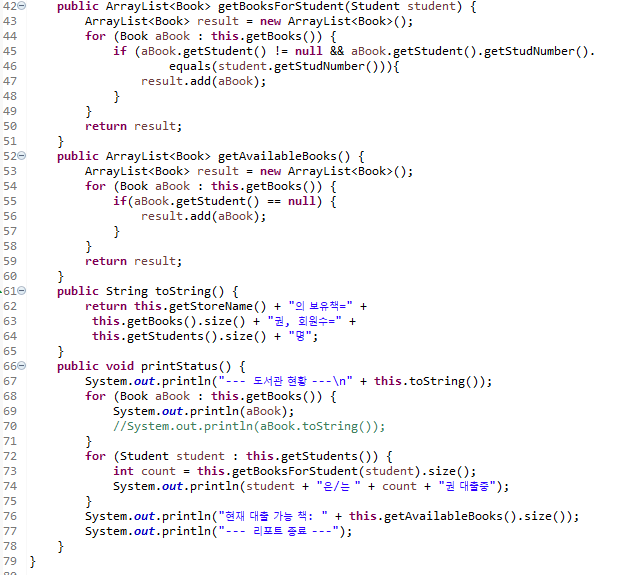 42 public ArrayList<Book> getBooksForStudent(Student student) {
43 ArrayList<Book> result = new ArrayList<Book>();
44 for (Book aBook : this.getBooks()) {
45 if (aBook.getStudent() != null && aBook.getStudent().getStudNumber().
46 equals(student.getStudNumber())){
47 result.add(aBook);
48 }
49 }
50 return result;
51 }
52 public ArrayList<Book> getAvailableBooks() {
53 ArrayList<Book> result = new ArrayList<Book>();
54 for (Book aBook : this.getBooks()) {
55 if(aBook.getStudent() == null) {
56 result.add(aBook);
57 }
58 }
59 return result;
60 }
61 public String toString() {
62 return this.getStoreName() + "의 보유책=" +
63 this.getBooks().size() + "권, 회원수=" +
64 this.getStudents().size() + "명";
65 }
66 public void printStatus() {
67 System.out.println("--- 도서관 현황 ---\n" + this.toString());
68 for (Book aBook : this.getBooks()) {
69 System.out.println(aBook);
70 //System.out.println(aBook.toString());
71 }
72 for (Student student : this.getStudents()) {
73 int count = this.getBooksForStudent(student).size();
74 System.out.println(student + "은/는 " + count + "권 대출중");
75 }
76 System.out.println("현재 대출 가능 책: " + this.getAvailableBooks().size());
77 System.out.println("--- 리포트 종료 ---");
78 }
79 }